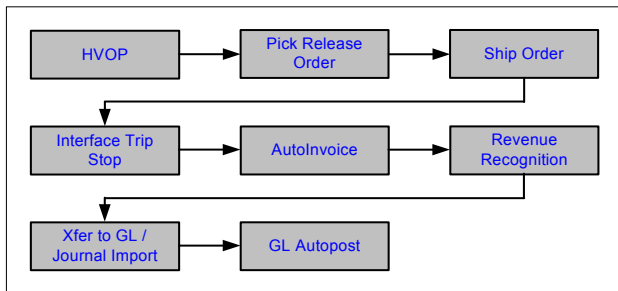 HVOP
Pick Release
Order
Ship Order
Interface Trip
Stop
AutoInvoice
Revenue
Recognition
Xfer to GL /
Journal Import
GL Autopost